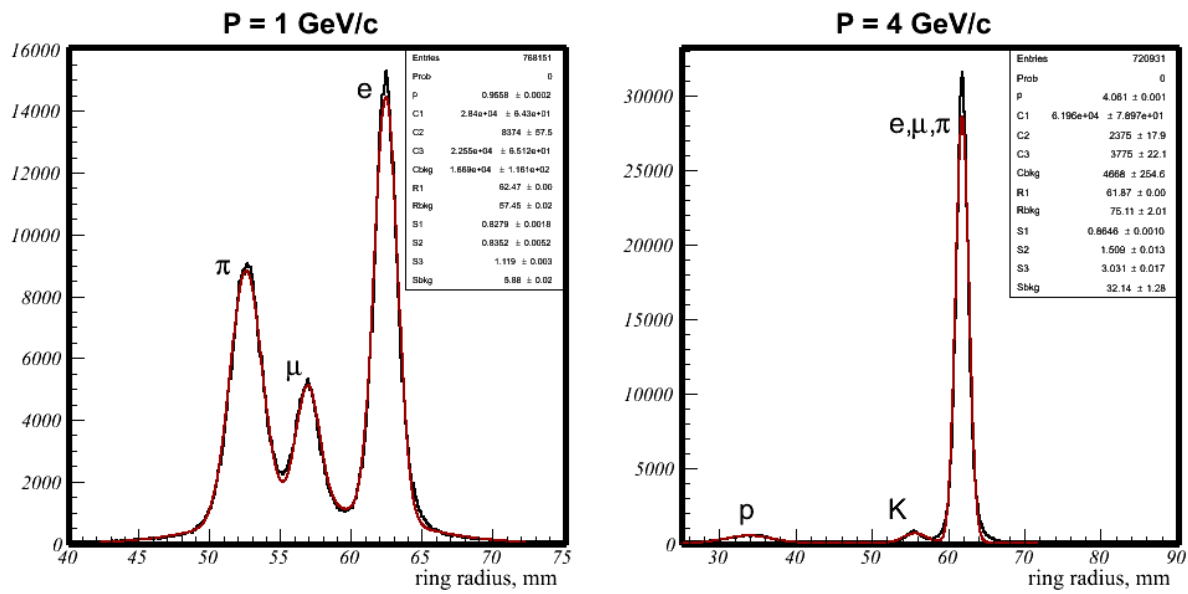 P = 1 GeV/c
16000
14000
12000
10000
8000
6000
4000
2000
0
40
45
50
55
60
65
70
75
ring radius, mm
π
μ
e
Entries 768151
Prob 0
p 0.9558 ± 0.0002
C1 2.84e+04 ± 6.43e+01
C2 8374 ± 57.5
C3 2.255e+04 ± 6.512e+01
Cbkg 1.669e+04 ± 1.161e+02
R1 62.47 ± 0.00
Rbkg 57.45 ± 0.02
S1 0.8279 ± 0.0018
S2 0.8352 ± 0.0052
S3 1.119 ± 0.003
Sbkg 5.88 ± 0.02
P = 4 GeV/c
30000
25000
20000
15000
10000
5000
0
30
40
50
60
70
80
90
ring radius, mm
p
K
e,μ,π
Entries 720931
Prob 0
p 4.061 ± 0.001
C1 6.196e+04 ± 7.897e+01
C2 2375 ± 17.9
C3 3775 ± 22.1
Cbkg 4668 ± 254.6
R1 61.87 ± 0.00
Rbkg 75.11 ± 2.01
S1 0.8646 ± 0.0010
S2 1.509 ± 0.013
S3 3.031 ± 0.017
Sbkg 32.14 ± 1.28